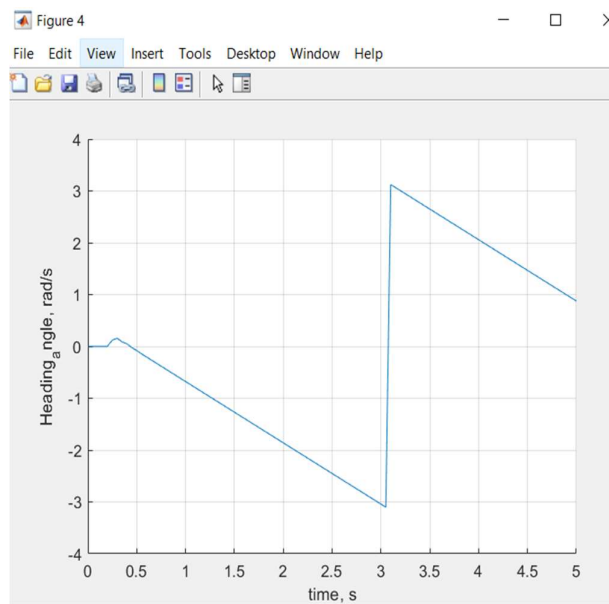 Figure 4
File Edit View Insert Tools Desktop Window Help
4
3
2
1
0
-1
-2
-3
-4
Heading_angle, rad/s
0 0.5 1 1.5 2 2.5 3 3.5 4 4.5 5
time, s